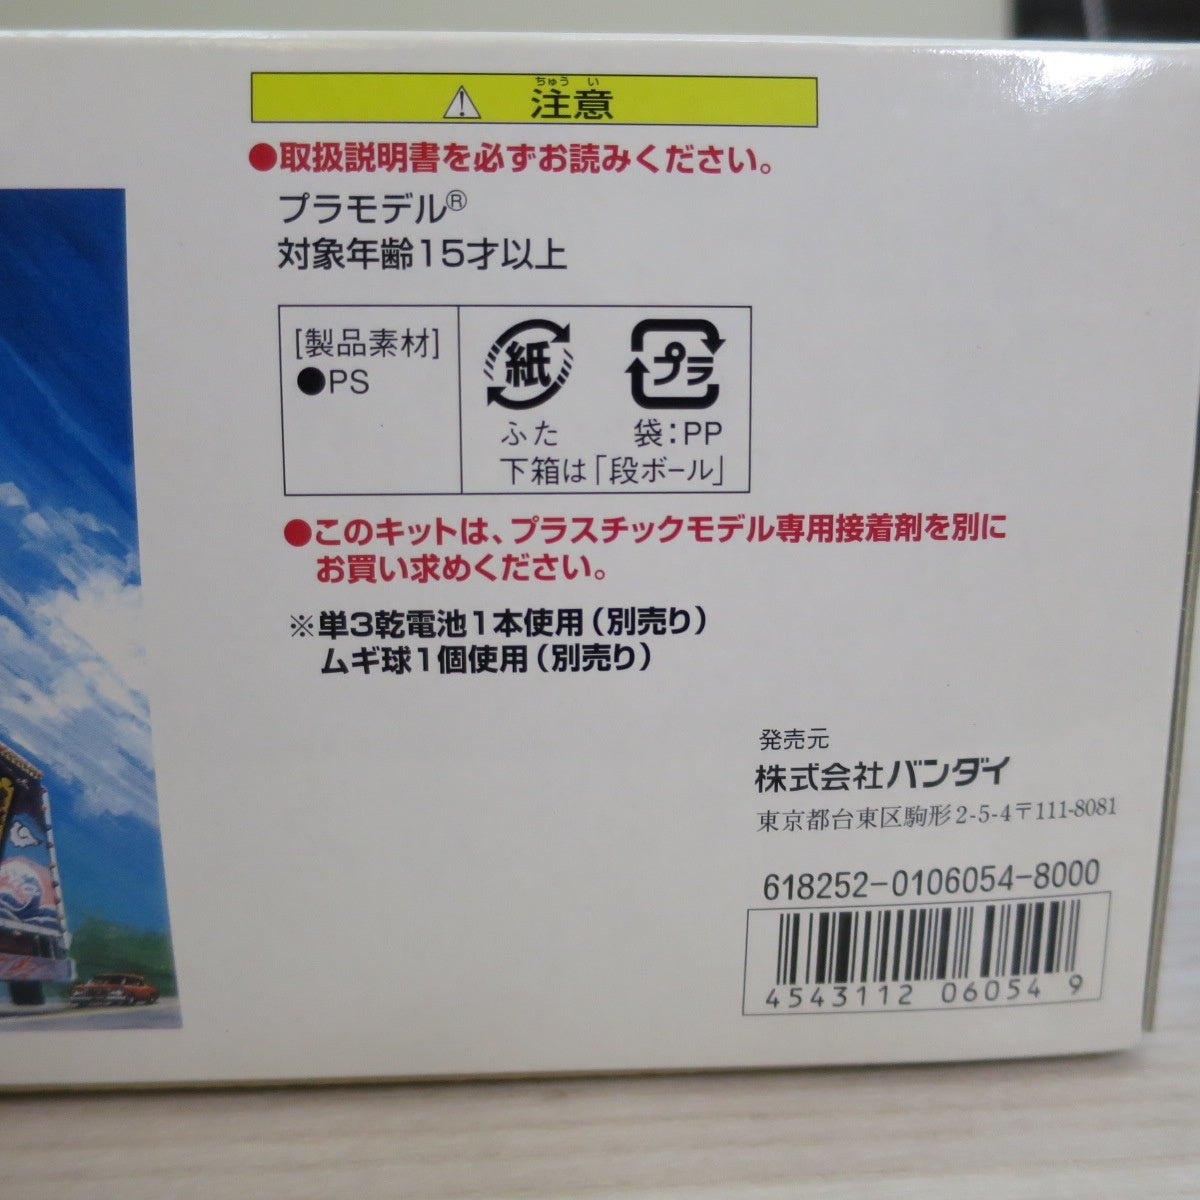 ちゅう い
注意
●取扱説明書を必ずお読みください。
プラモデル®
対象年齢15才以上
[製品素材]
●PS
紙
プラ
ふた
袋:PP
下箱は「段ボール」
●このキットは、プラスチックモデル専用接着剤を別に
お買い求めください。
※単3乾電池1本使用(別売り)
ムギ球1個使用(別売り)
発売元
株式会社バンダイ
東京都台東区駒形2-5-4〒111-8081
618252-0106054-8000
4543112 06054 9